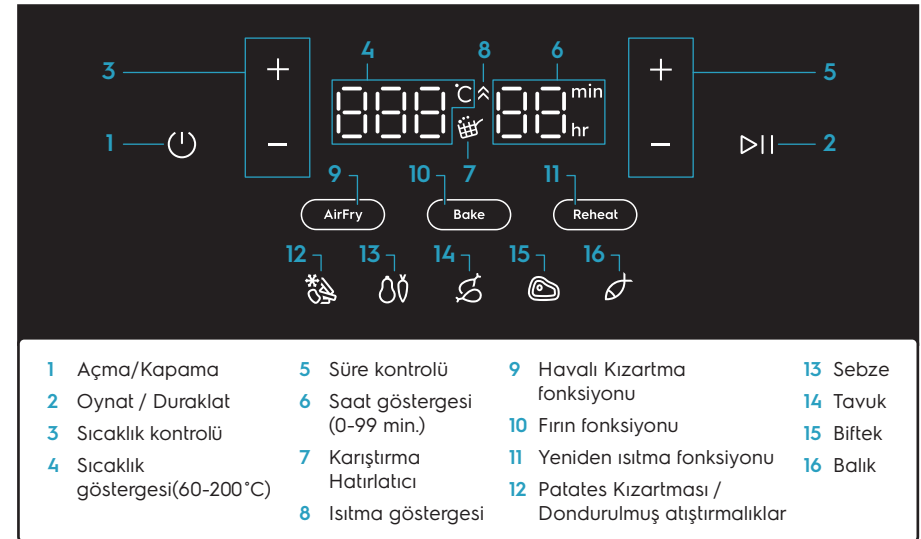 4
8
6
3
5
888
°C
88
min
hr
1
2
9
10
7
11
AirFry
Bake
Reheat
12
13
14
15
16
1 Açma/Kapama
2 Oynat / Duraklat
3 Sıcaklık kontrolü
4 Sıcaklık
göstergesi(60-200˚C)
5 Süre kontrolü
6 Saat göstergesi
(0-99 min.)
7 Karıştırma
Hatırlatıcı
8 Isıtma göstergesi
9 Havalı Kızartma
fonksiyonu
10 Fırın fonksiyonu
11 Yeniden ısıtma fonksiyonu
12 Patates Kızartması /
Dondurulmuş atıştırmalıklar
13 Sebze
14 Tavuk
15 Biftek
16 Balık